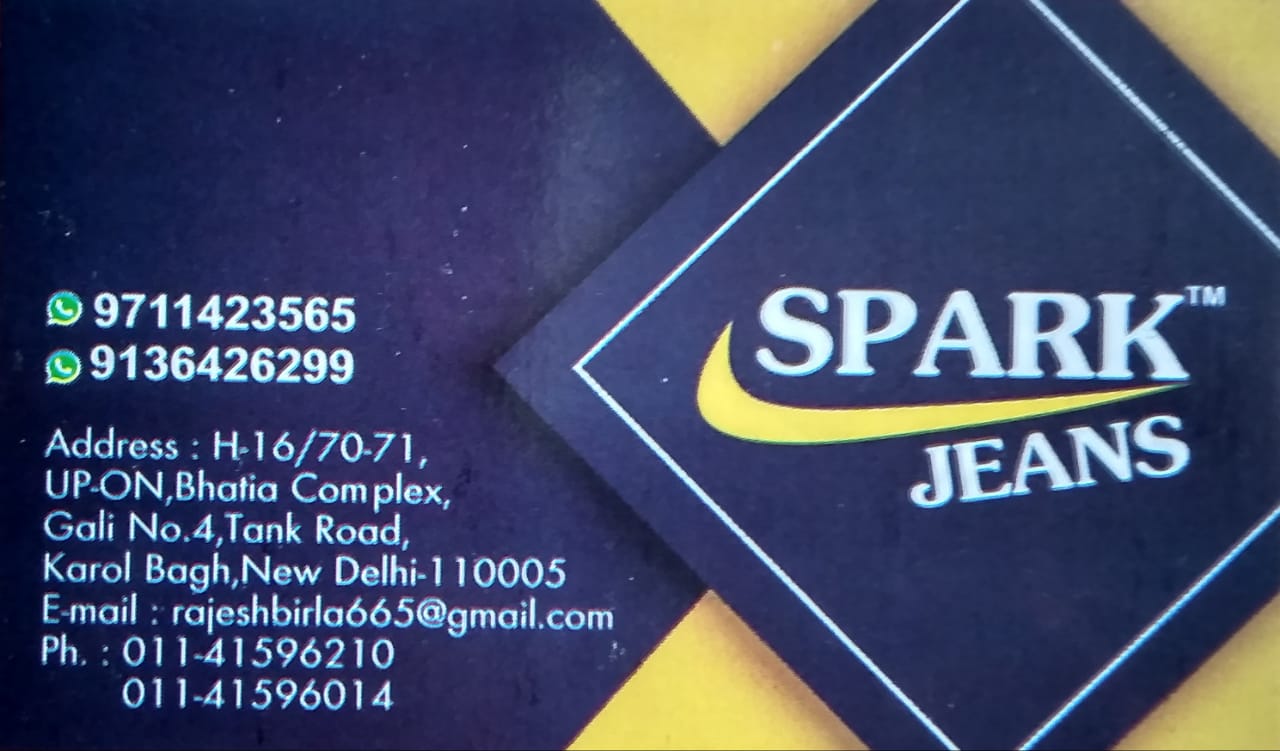 9711423565
9136426299
Address : H-16/70-71,
UP-ON,Bhatia Complex,
Gali No.4,Tank Road,
Karol Bagh,New Delhi-110005
E-mail : rajeshbirla665@gmail.com
Ph. : 011-41596210
011-41596014
SPARK™
JEANS